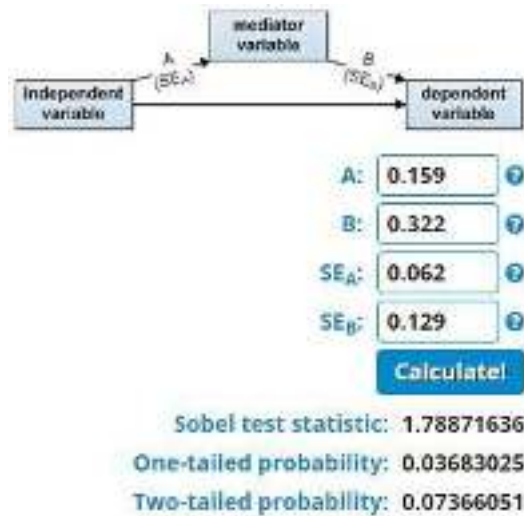 mediator
variable
A
(SEA)
B
(SEB)
Independent
variable
dependent
variable
A: 0.159 ?
B: 0.322 ?
SEA: 0.062 ?
SEB: 0.129 ?
Calculate!
Sobel test statistic: 1.78871636
One-tailed probability: 0.03683025
Two-tailed probability: 0.07366051